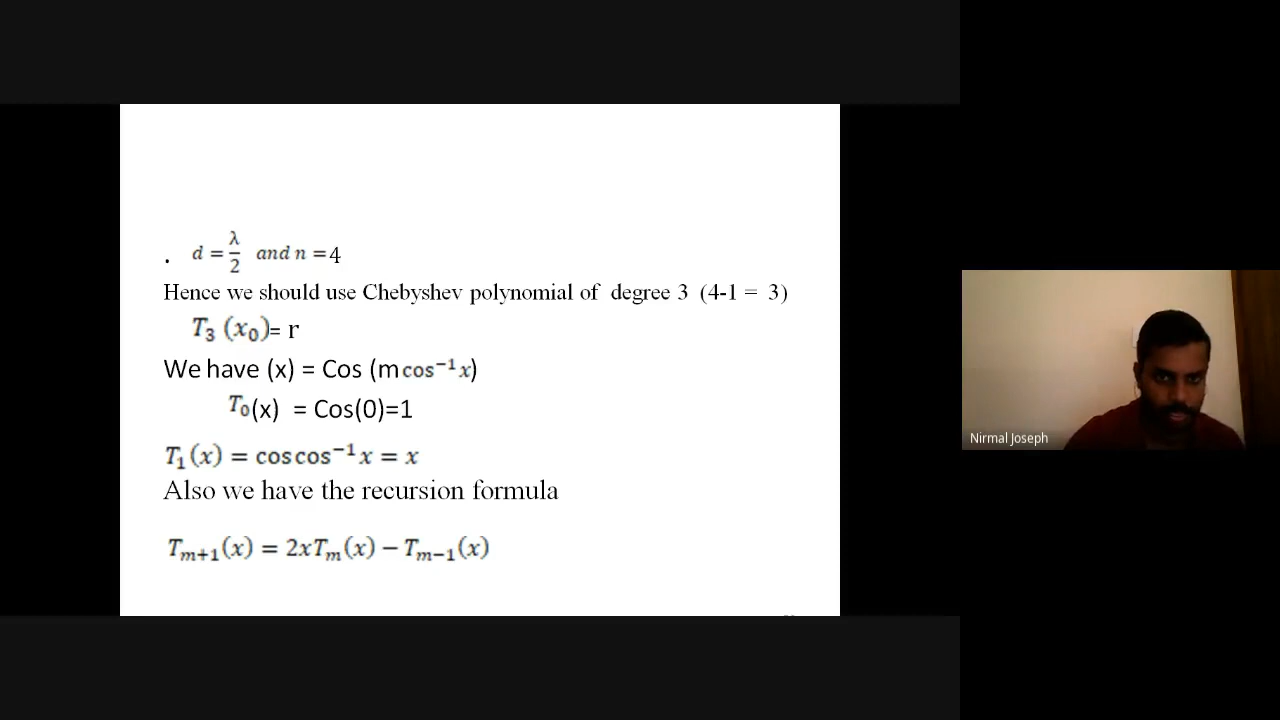 . d = λ/2 and n = 4
Hence we should use Chebyshev polynomial of degree 3 (4-1 = 3)
T₃ (x₀)= r
We have (x) = Cos (m cos⁻¹ x)
T₀(x) = Cos(0)=1
T₁(x) = cos cos⁻¹ x = x
Also we have the recursion formula
Tₘ₊₁(x) = 2xTₘ(x) − Tₘ₋₁(x)
Nirmal Joseph